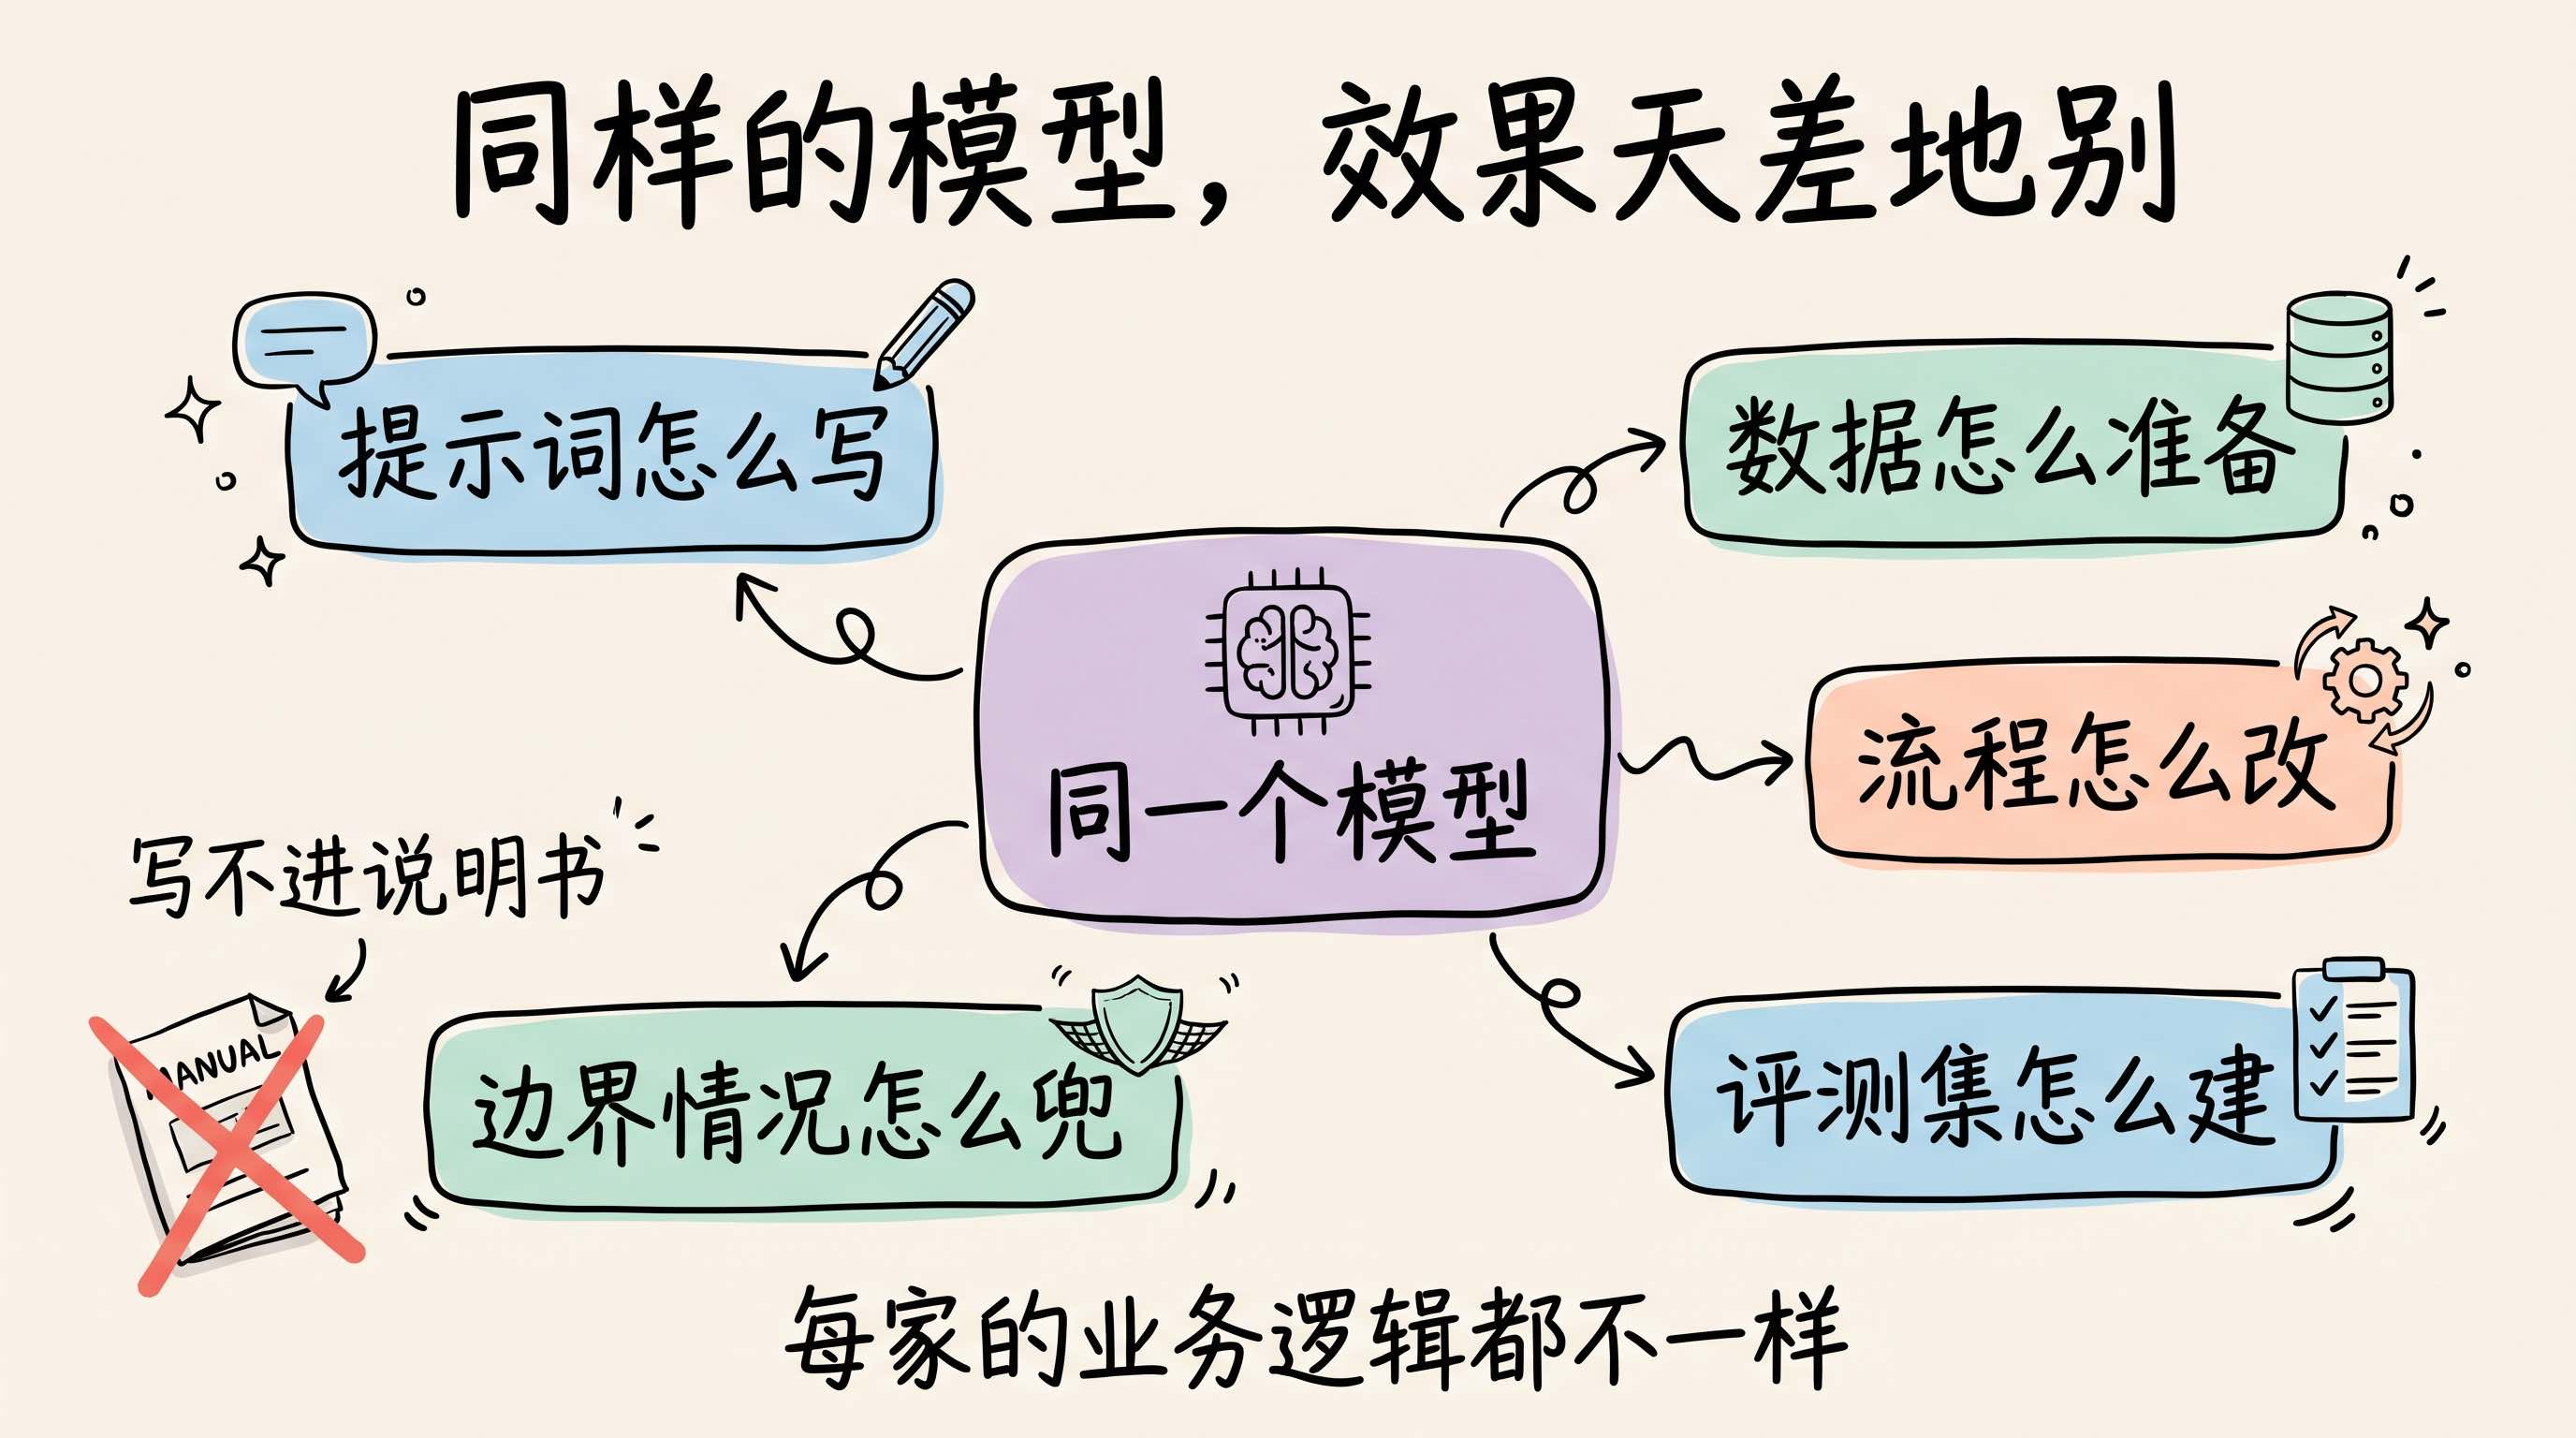 同样的模型，效果天差地别
提示词怎么写
数据怎么准备
同一个模型
流程怎么改
写不进说明书
MANUAL
边界情况怎么兜
评测集怎么建
每家的业务逻辑都不一样